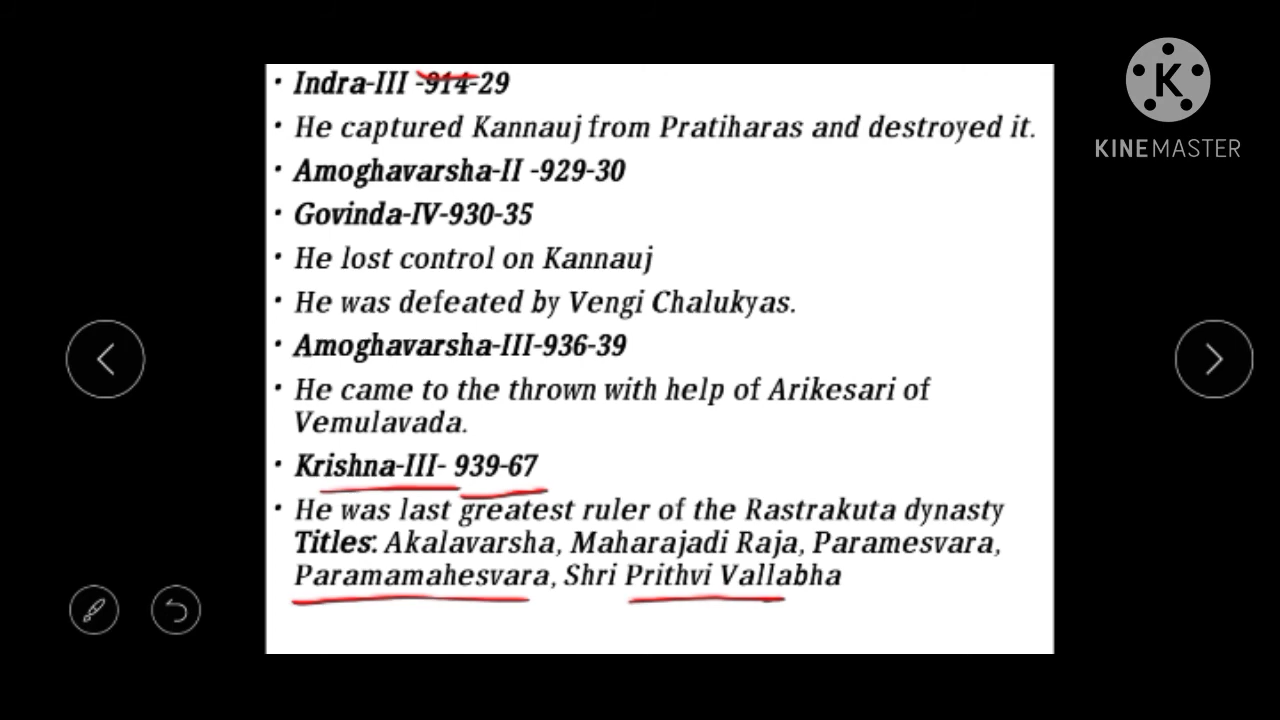 • Indra-III -914-29
• He captured Kannauj from Pratiharas and destroyed it.
• Amoghavarsha-II -929-30
• Govinda-IV-930-35
• He lost control on Kannauj
• He was defeated by Vengi Chalukyas.
• Amoghavarsha-III-936-39
• He came to the thrown with help of Arikesari of
Vemulavada.
• Krishna-III- 939-67
• He was last greatest ruler of the Rastrakuta dynasty
Titles: Akalavarsha, Maharajadi Raja, Paramesvara,
Paramamahesvara, Shri Prithvi Vallabha
K
KINEMASTER